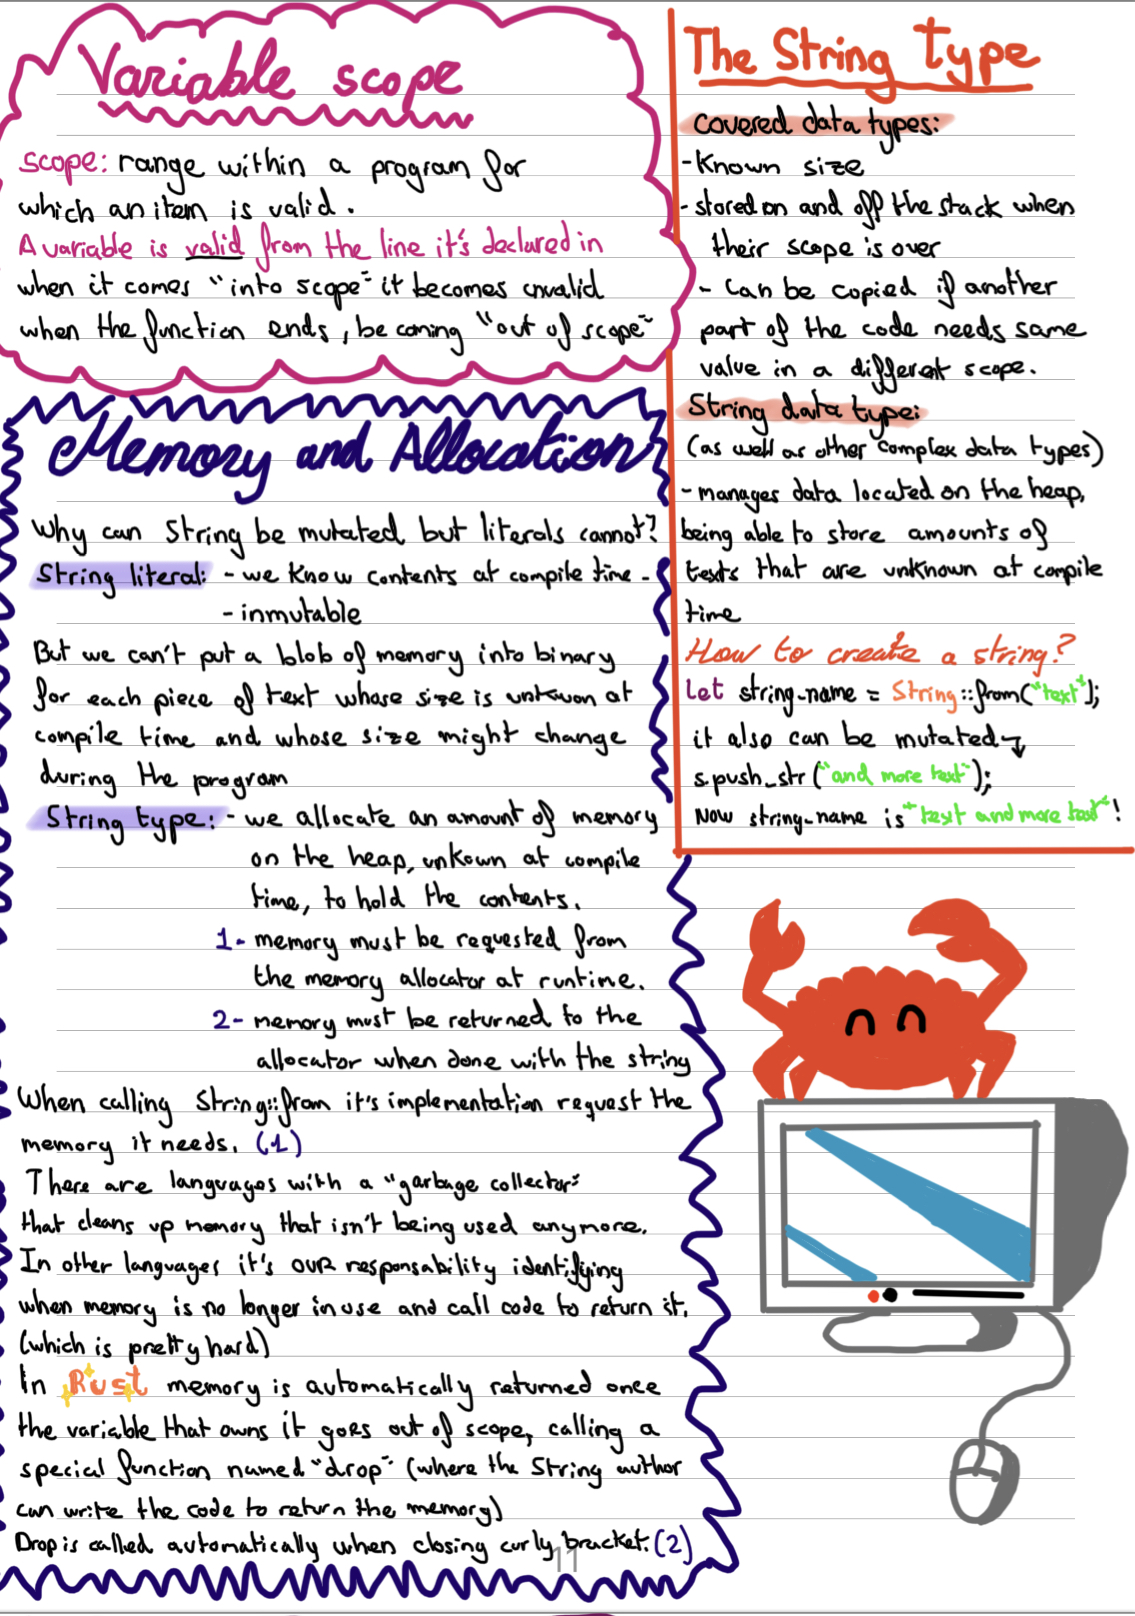 Variable scope
scope: range within a program for
which an item is valid.
A variable is valid from the line it's declared in
when it comes "into scope" it becomes invalid
when the function ends, becoming "out of scope"
Memory and Allocation
Why can String be mutated but literals cannot?
String literal: - we know contents at compile time -
- inmutable
But we can't put a blob of memory into binary
for each piece of text whose size is unkwon at
compile time and whose size might change
during the program
String type: - we allocate an amount of memory
on the heap, unkown at compile
time, to hold the contents.
1- memory must be requested from
the memory allocator at runtime.
2- memory must be returned to the
allocator when done with the string
When calling String::from it's implementation request the
memory it needs. (1)
There are languages with a "garbage collector"
that cleans up memory that isn't being used anymore.
In other languages it's OUR responsability identifying
when memory is no longer in use and call code to return it.
(which is pretty hard)
In Rust memory is automatically returned once
the variable that owns it goes out of scope, calling a
special function named "drop" (where the String author
can write the code to return the memory)
Drop is called automatically when closing curly bracket. (2)
11
The String type
covered data types:
- Known size
- stored on and off the stack when
their scope is over
- Can be copied if another
part of the code needs same
value in a different scope.
String data type:
(as well as other complex data types)
- manages data located on the heap,
being able to store amounts of
texts that are unknown at compile
time
How to create a string?
let string_name = String::from("text");
it also can be mutated
s.push_str("and more text");
Now string_name is "text and more text"!